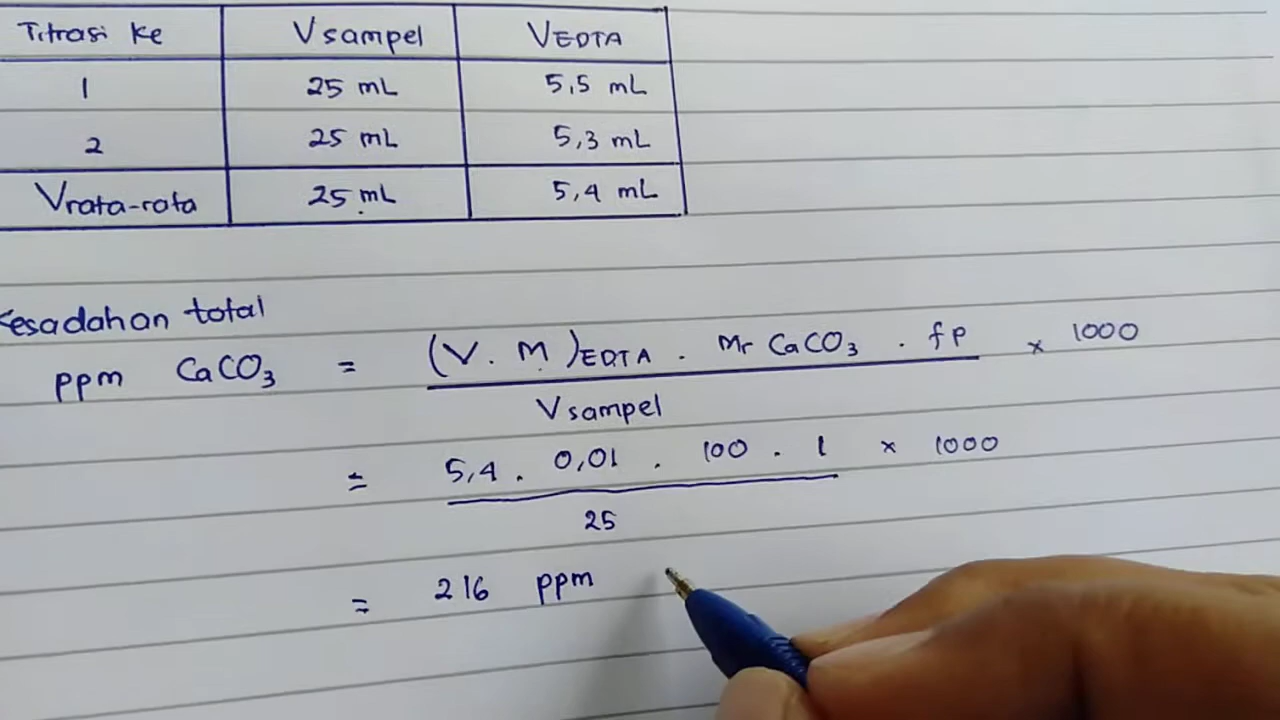 Titrasi ke Vsampel VEDTA
1 25 mL 5,5 mL
2 25 mL 5,3 mL
Vrata-rata 25 mL 5,4 mL
Kesadahan total
ppm CaCO3 = (V . M)EDTA . Mr CaCO3 . fp x 1000
Vsampel
= 5,4 . 0,01 . 100 . 1 x 1000
25
= 216 ppm